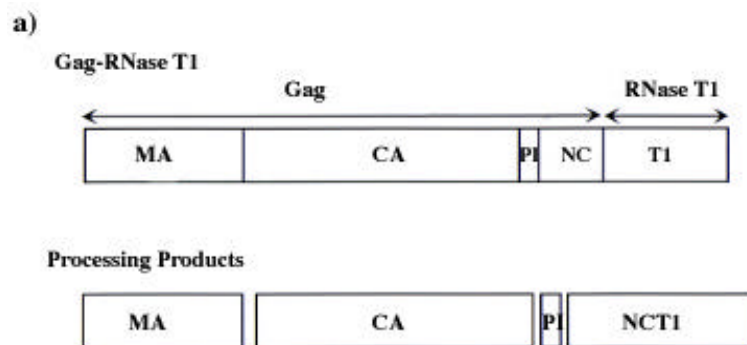 a)
Gag-RNase T1
Gag RNase T1
MA CA PI NC T1
Processing Products
MA CA PI NCT1